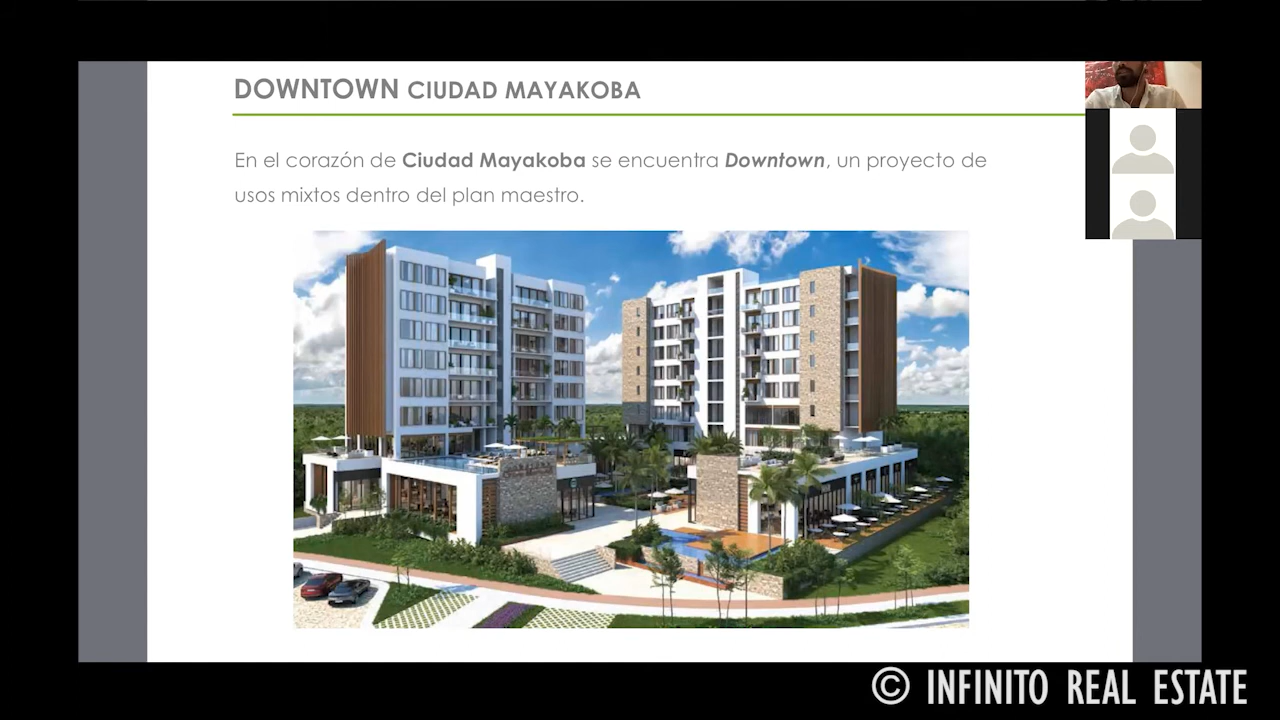 DOWNTOWN CIUDAD MAYAKOBA
En el corazón de Ciudad Mayakoba se encuentra Downtown, un proyecto de
usos mixtos dentro del plan maestro.
© INFINITO REAL ESTATE